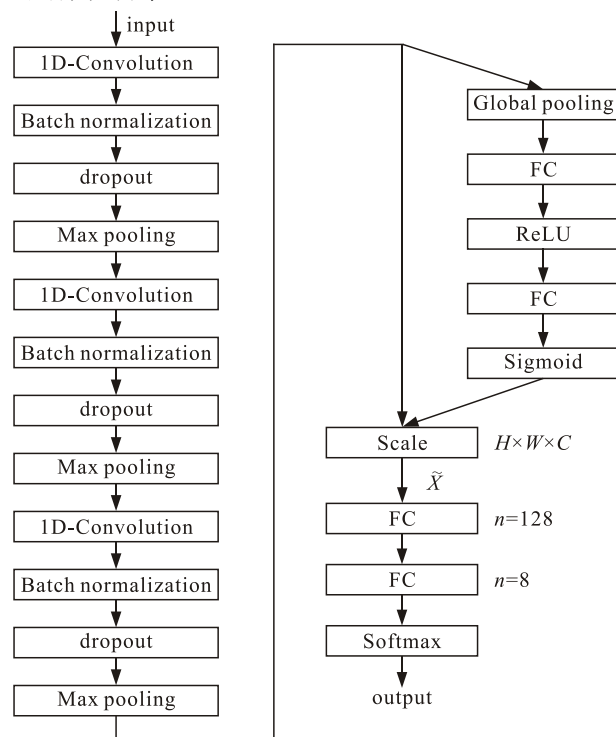 input
1D-Convolution
Batch normalization
dropout
Max pooling
1D-Convolution
Batch normalization
dropout
Max pooling
1D-Convolution
Batch normalization
dropout
Max pooling
Global pooling
FC
ReLU
FC
Sigmoid
Scale H×W×C
X̃
FC n=128
FC n=8
Softmax
output